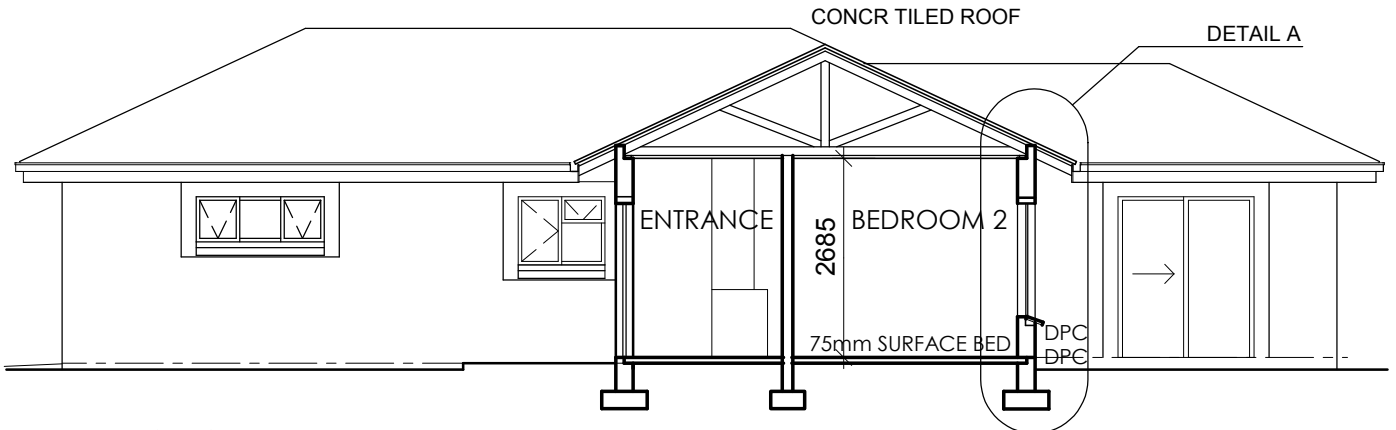 CONCR TILED ROOF
DETAIL A
ENTRANCE
BEDROOM 2
2685
75mm SURFACE BED
DPC
DPC